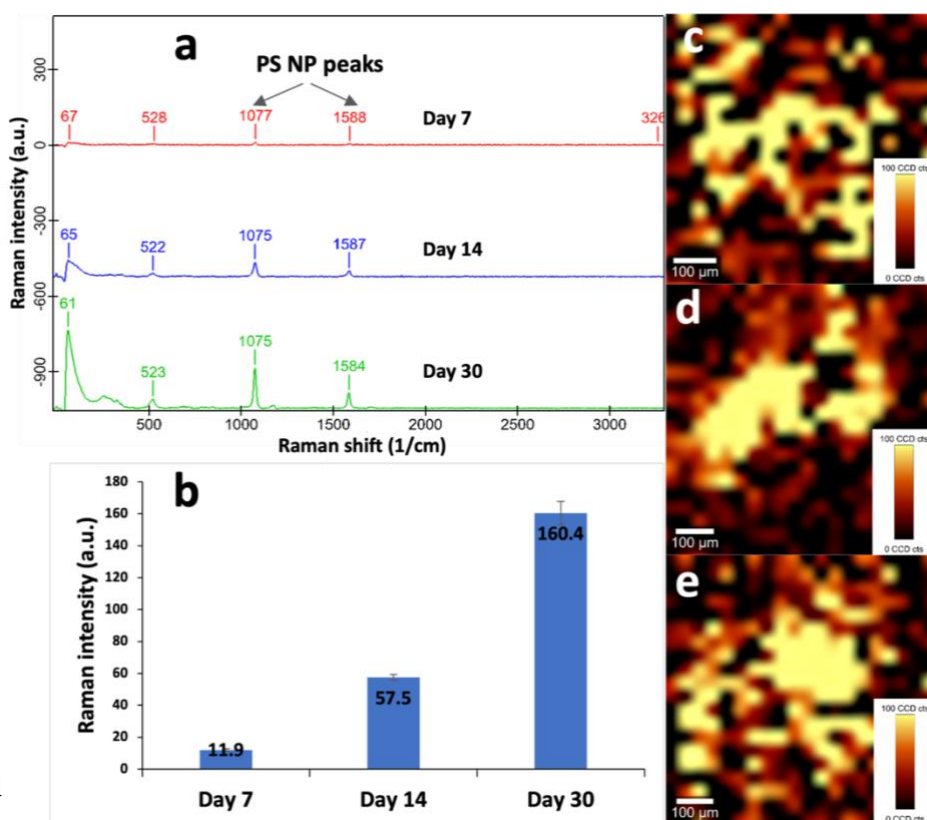 a
PS NP peaks
67 528 1077 1588 Day 7 326
65 522 1075 1587 Day 14
61 523 1075 1584 Day 30
300
0
-300
-600
-900
Raman intensity (a.u.)
500 1000 1500 2000 2500 3000
Raman shift (1/cm)
b
Raman intensity (a.u.)
180
160
140
120
100
80
60
40
20
0
11.9
57.5
160.4
Day 7 Day 14 Day 30
c
100 CCD cts
0 CCD cts
100 µm
d
100 CCD cts
0 CCD cts
100 µm
e
100 CCD cts
0 CCD cts
100 µm